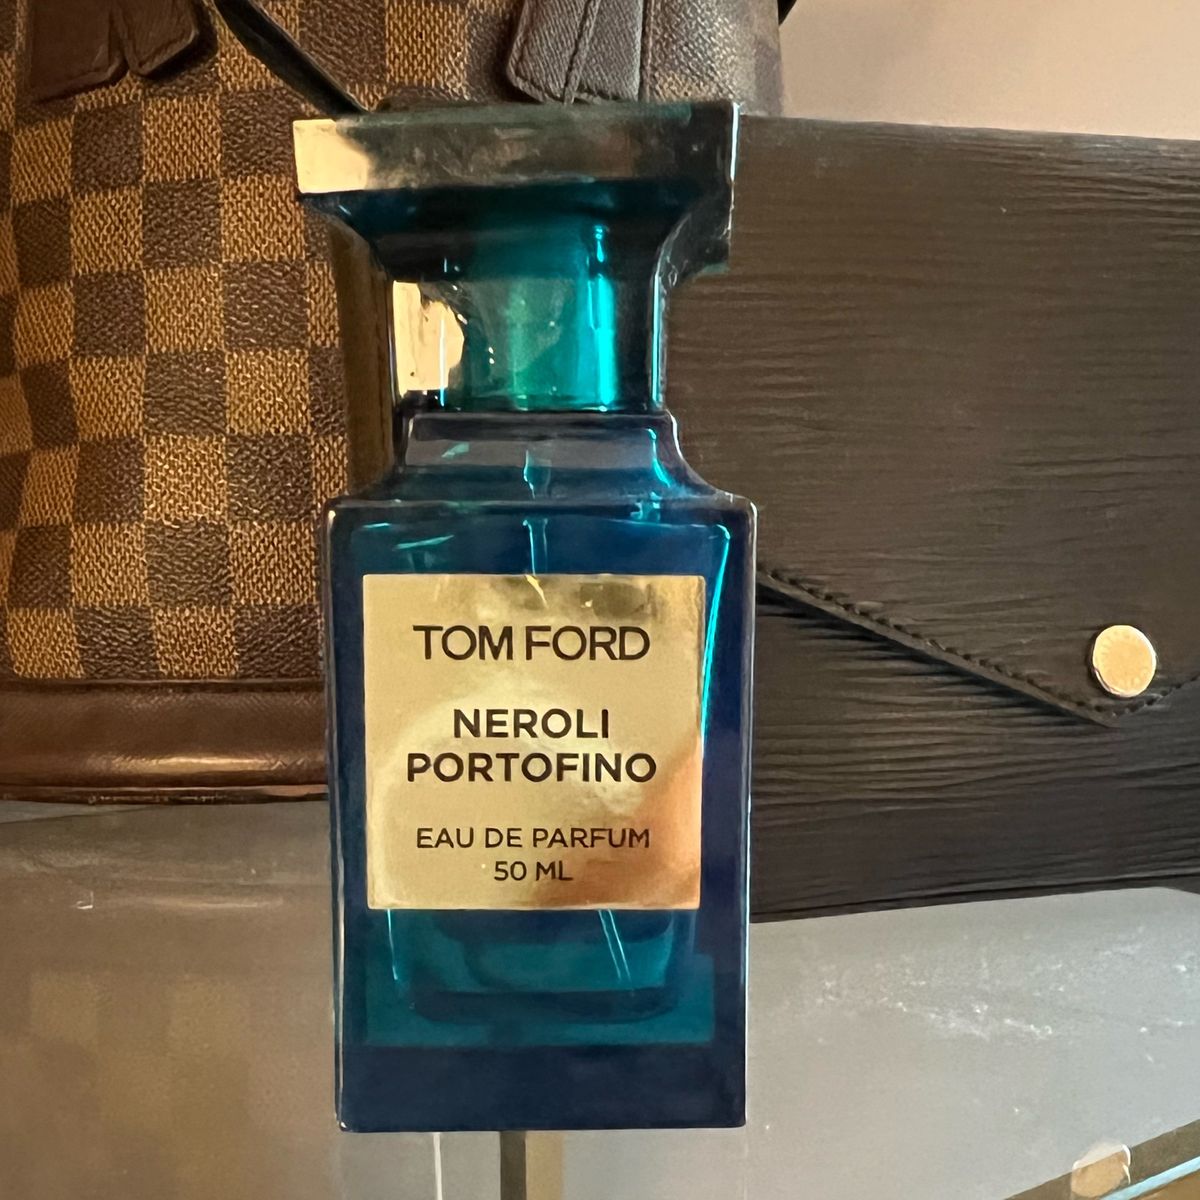 TOM FORD
NEROLI
PORTOFINO
EAU DE PARFUM
50 ML